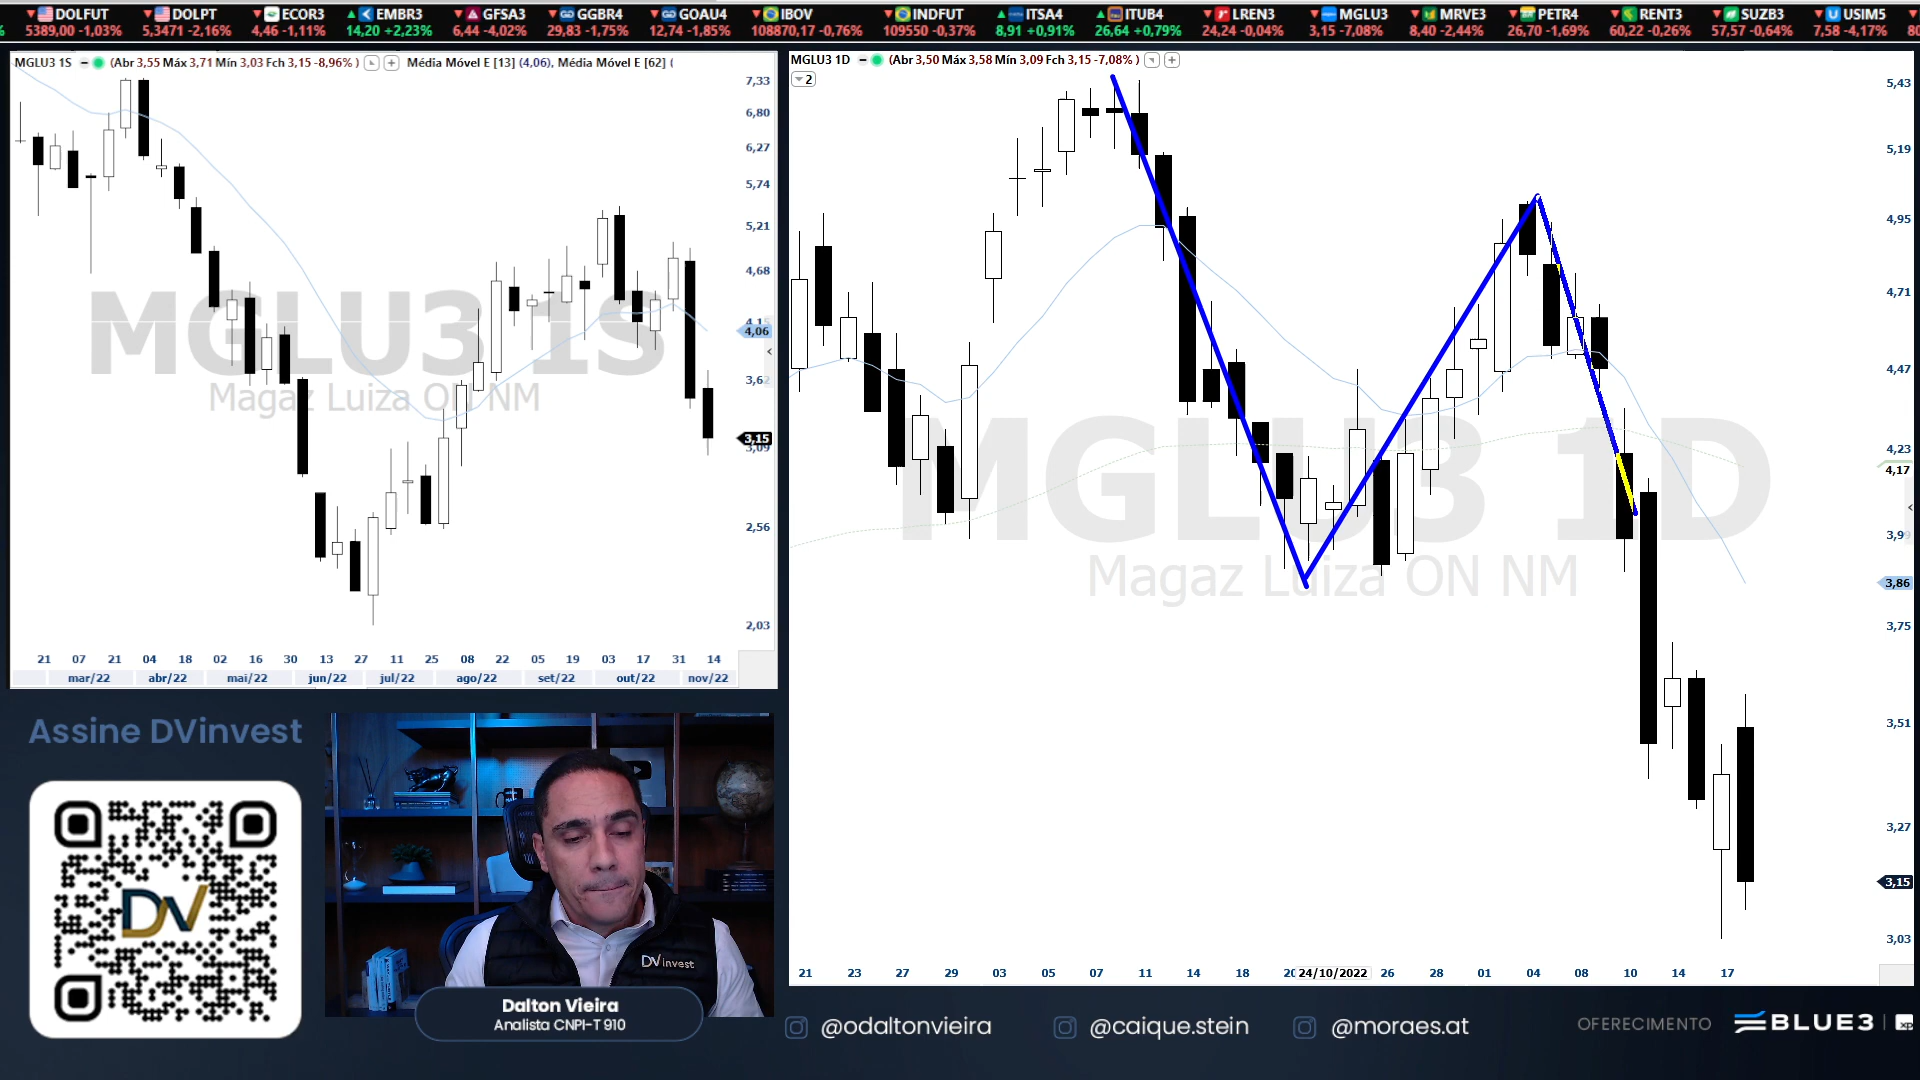 DOLFUT
5389,00 -1,03%
DOLPT
5,3471 -2,16%
ECOR3
4,46 -1,11%
EMBR3
14,20 +2,23%
GFSA3
6,44 -4,02%
GGBR4
29,83 -1,75%
GOAU4
12,74 -1,85%
IBOV
108870,17 -0,76%
INDFUT
109550 -0,37%
ITSA4
8,91 +0,91%
ITUB4
26,64 +0,79%
LREN3
24,24 -0,04%
MGLU3
3,15 -7,08%
MRVE3
8,40 -2,44%
PETR4
26,70 -1,69%
RENT3
60,22 -0,26%
SUZB3
57,57 -0,64%
USIM5
7,58 -4,17%
MGLU3 1S (Abr 3,55 Máx 3,71 Mín 3,03 Fch 3,15 -8,96% ) Média Móvel E [13] (4,06), Média Móvel E [62] (
7,33
6,80
6,27
5,74
5,21
4,68
4,15
4,06
3,62
3,15
3,09
2,56
2,03
MGLU3 1S
Magaz Luiza ON NM
21 07 21 04 18 02 16 30 13 27 11 25 08 22 05 19 03 17 31 14
mar/22 abr/22 mai/22 jun/22 jul/22 ago/22 set/22 out/22 nov/22
MGLU3 1D (Abr 3,50 Máx 3,58 Mín 3,09 Fch 3,15 -7,08% )
2
5,43
5,19
4,95
4,71
4,47
4,23
4,17
3,99
3,86
3,75
3,51
3,27
3,15
3,03
MGLU3 1D
Magaz Luiza ON NM
21 23 27 29 03 05 07 11 14 18 20 24/10/2022 26 28 01 04 08 10 14 17
Assine DVinvest
DV
DVinvest
Dalton Vieira
Analista CNPI-T 910
@odaltonvieira
@caique.stein
@moraes.at
OFERECIMENTO
BLUE3
xp